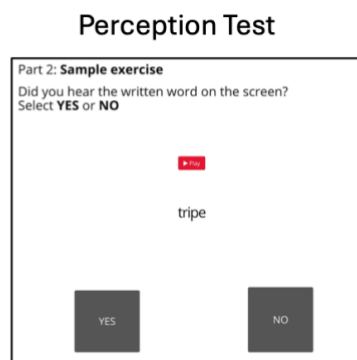 Perception Test
Part 2: Sample exercise
Did you hear the written word on the screen?
Select YES or NO
Play
tripe
YES
NO